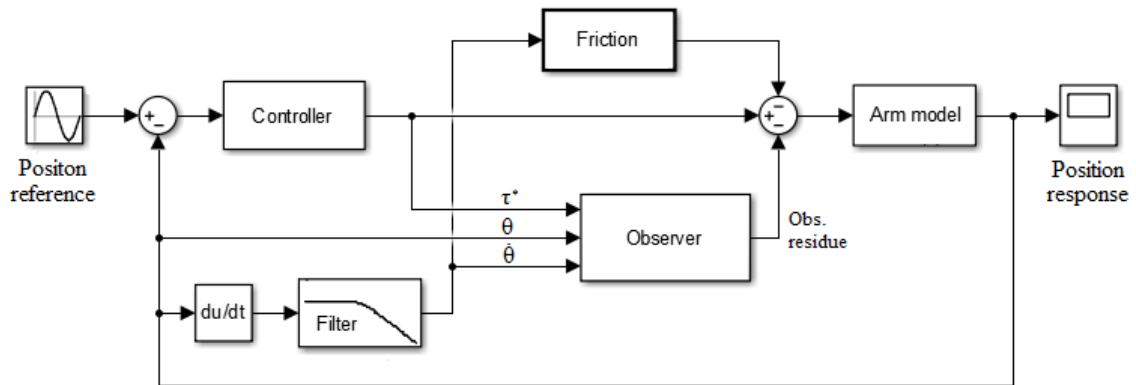 Friction
Controller
Arm model
Positon
reference
Position
response
τ*
θ
Observer
Obs.
residue
θ̇
du/dt
Filter